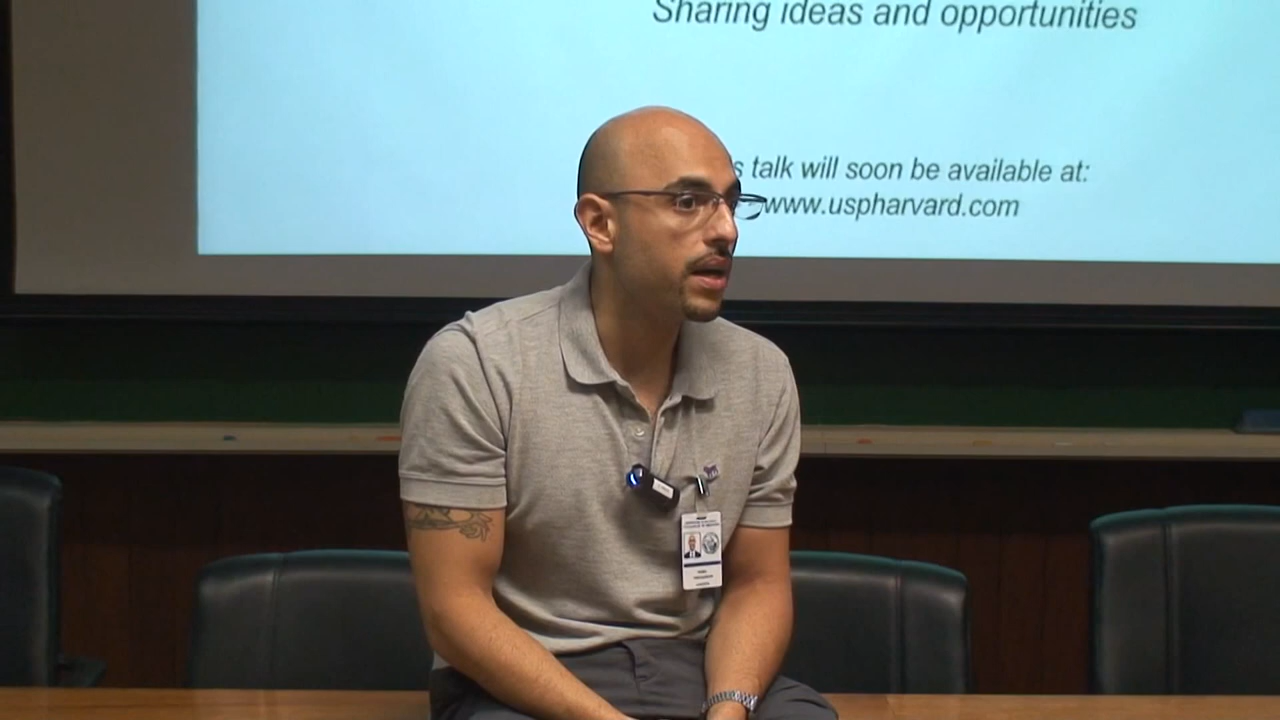 Sharing ideas and opportunities
s talk will soon be available at:
www.uspharvard.com